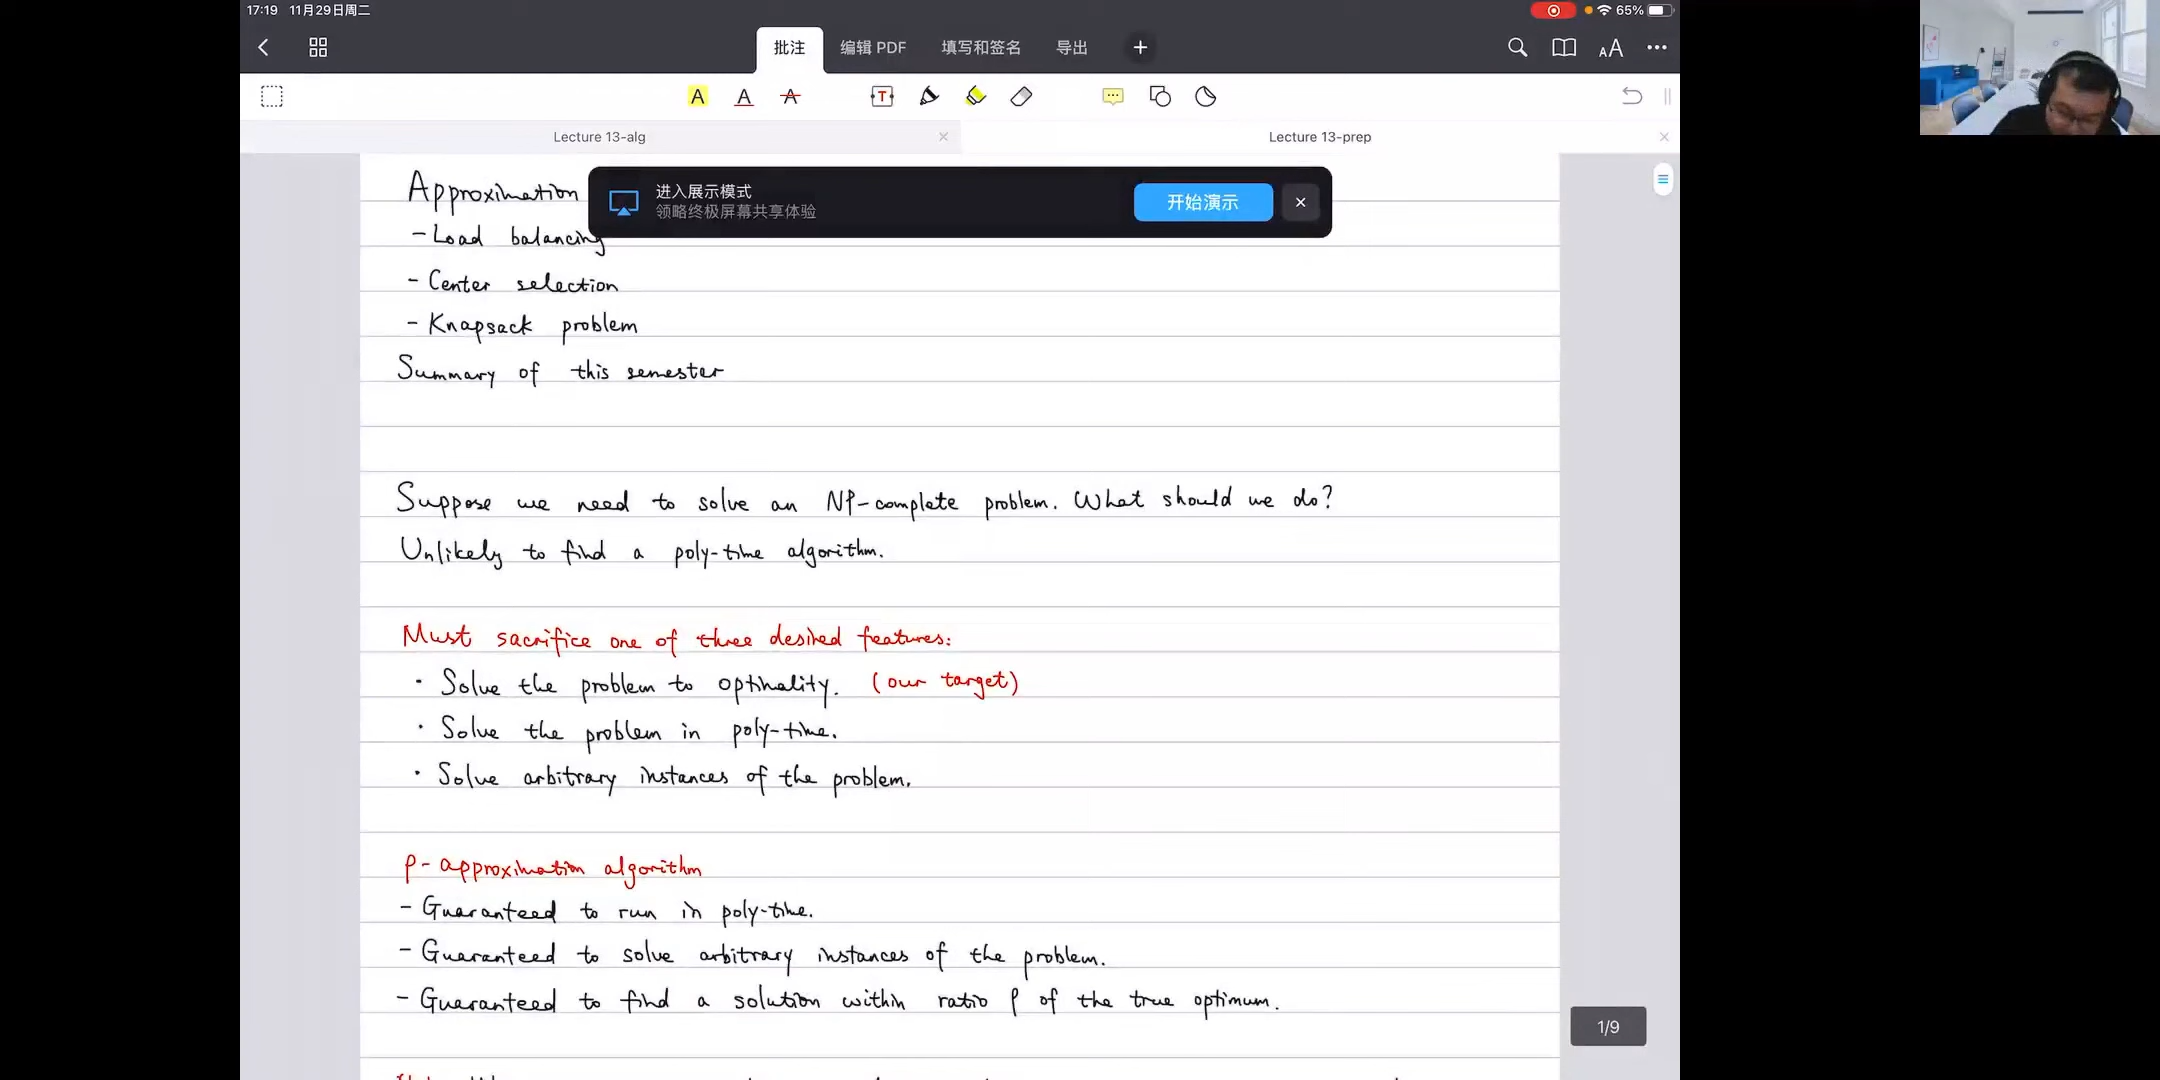 17:19 11月29日周二
65%
批注 编辑 PDF 填写和签名 导出
Lecture 13-alg
Lecture 13-prep
进入展示模式
领略终极屏幕共享体验
开始演示
Approximation
- Load balancing
- Center selection
- Knapsack problem
Summary of this semester
Suppose we need to solve an NP-complete problem. What should we do?
Unlikely to find a poly-time algorithm.
Must sacrifice one of three desired features:
· Solve the problem to optimality. (our target)
· Solve the problem in poly-time.
· Solve arbitrary instances of the problem.
ρ-approximation algorithm
- Guaranteed to run in poly-time.
- Guaranteed to solve arbitrary instances of the problem.
- Guaranteed to find a solution within ratio ρ of the true optimum.
1/9